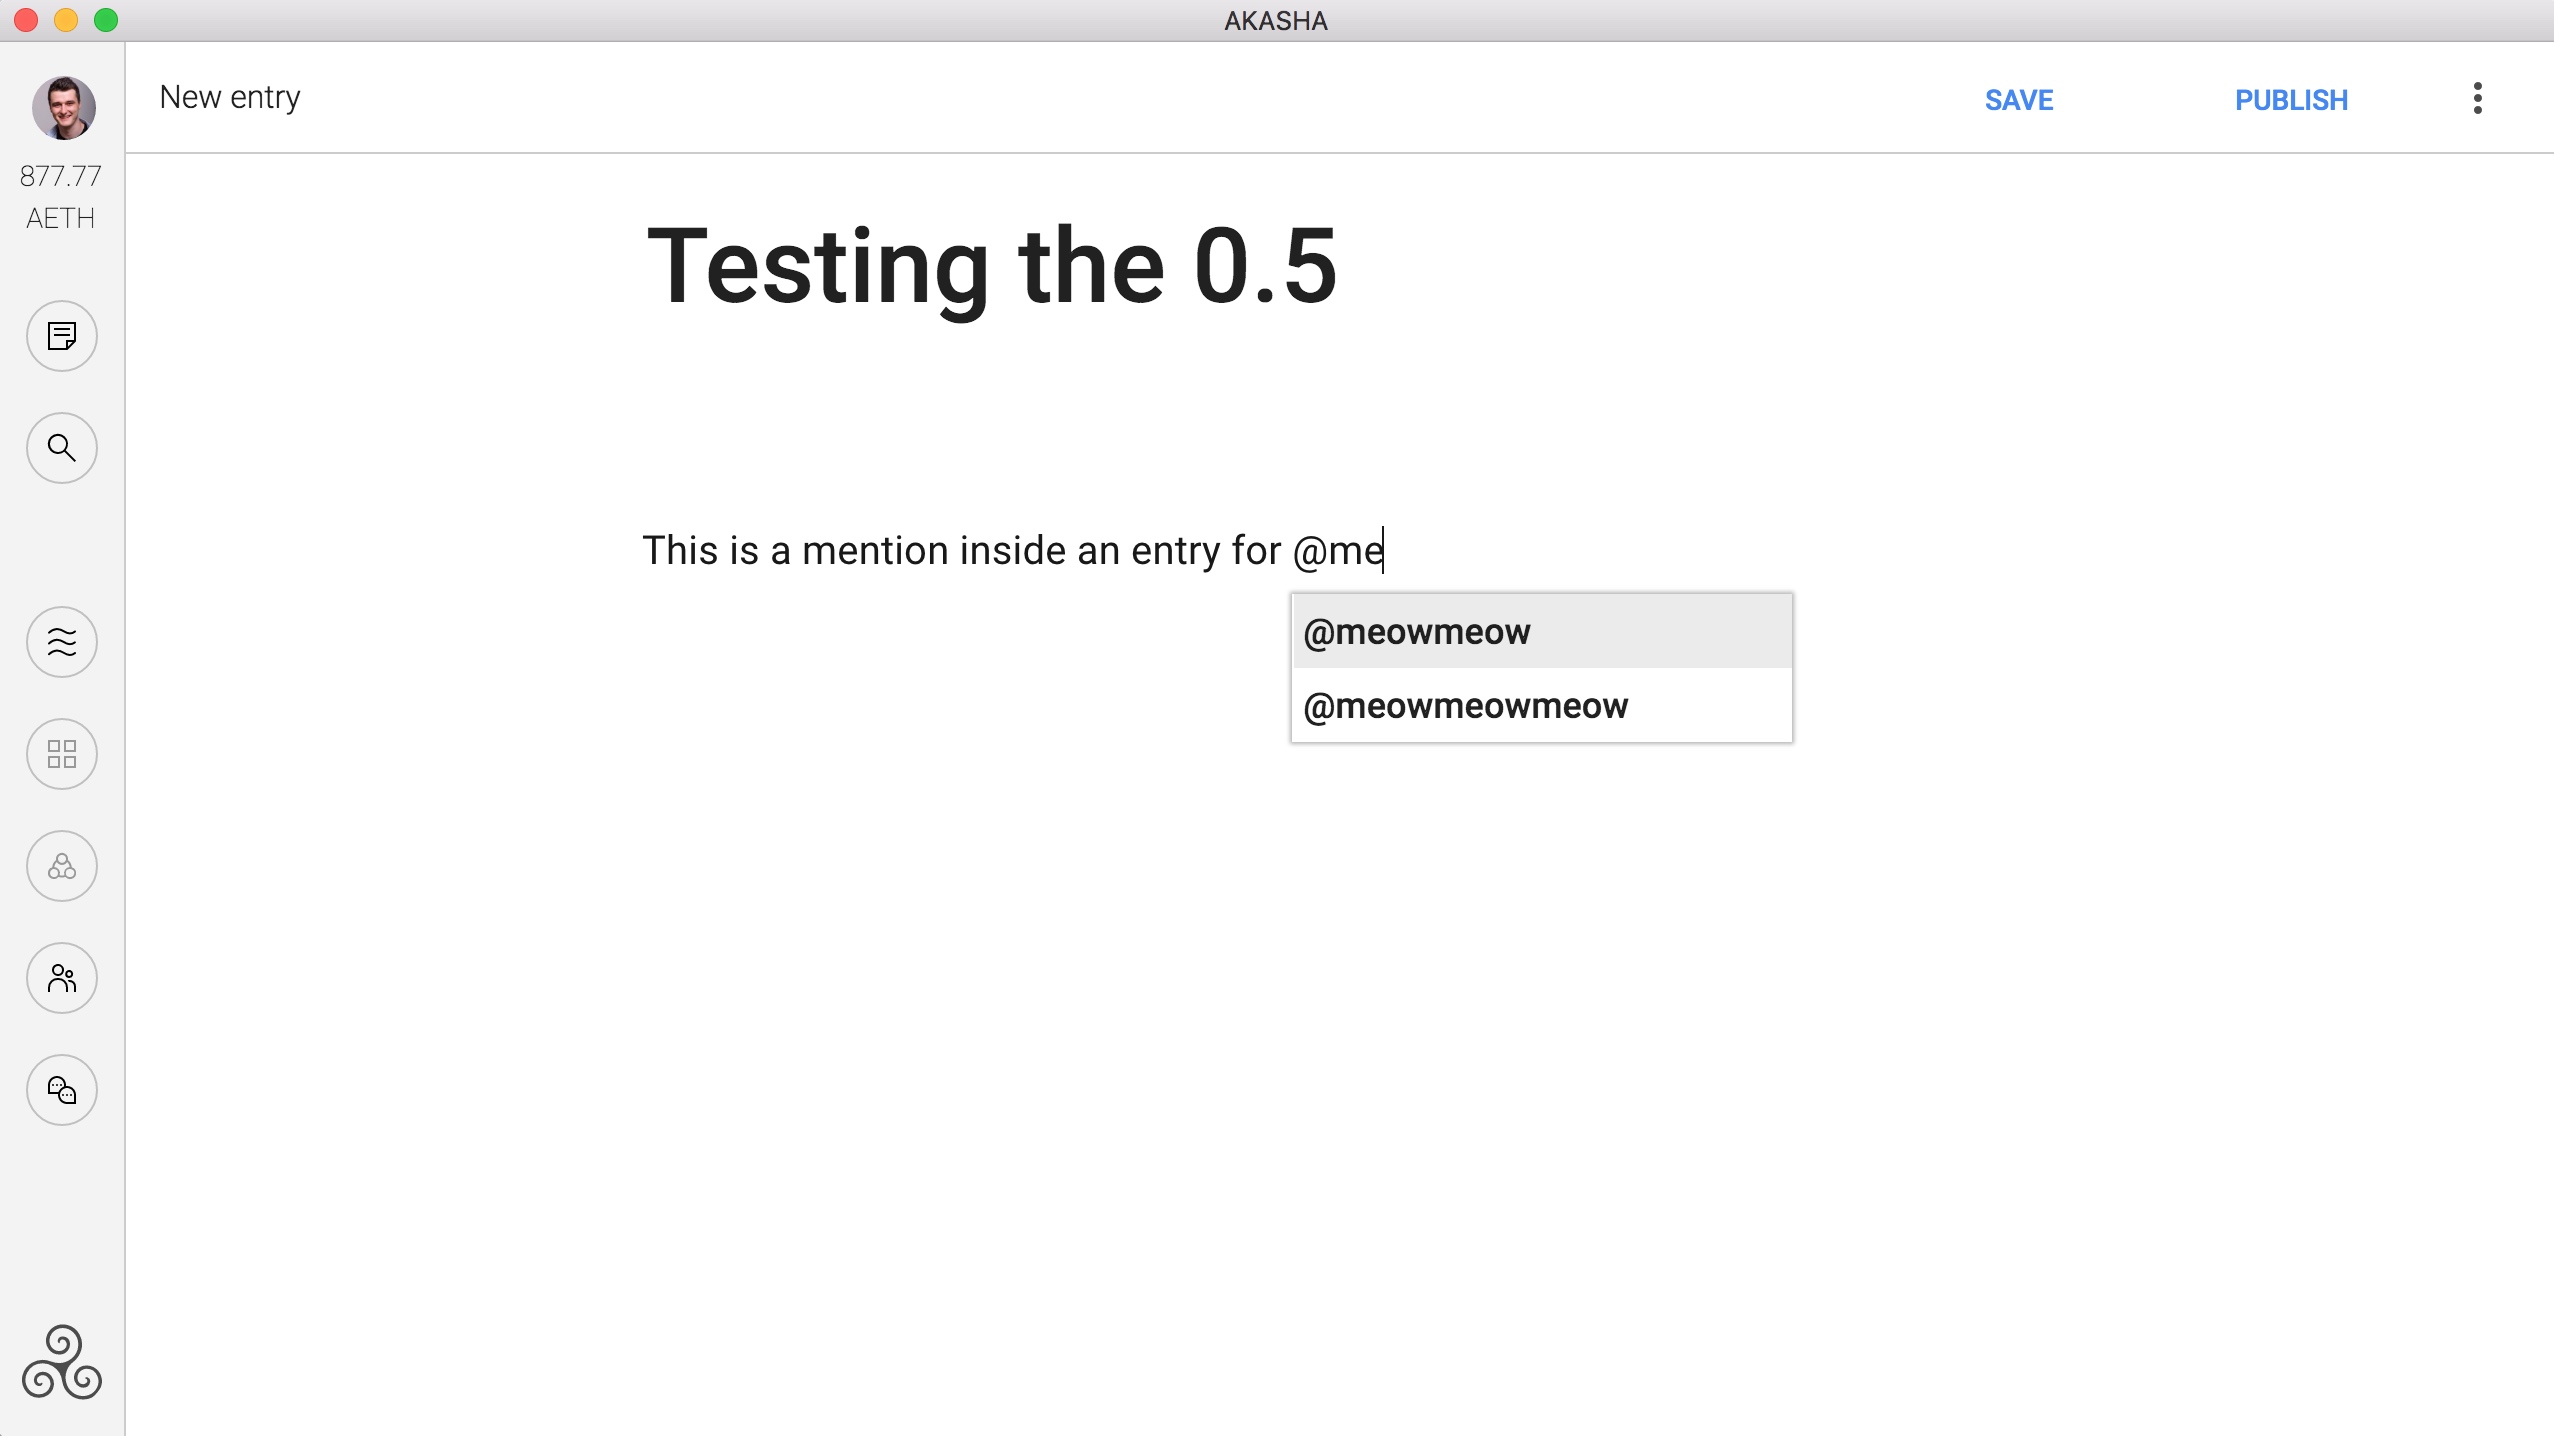 AKASHA
New entry
SAVE
PUBLISH
877.77
AETH
Testing the 0.5
This is a mention inside an entry for @me
@meowmeow
@meowmeowmeow